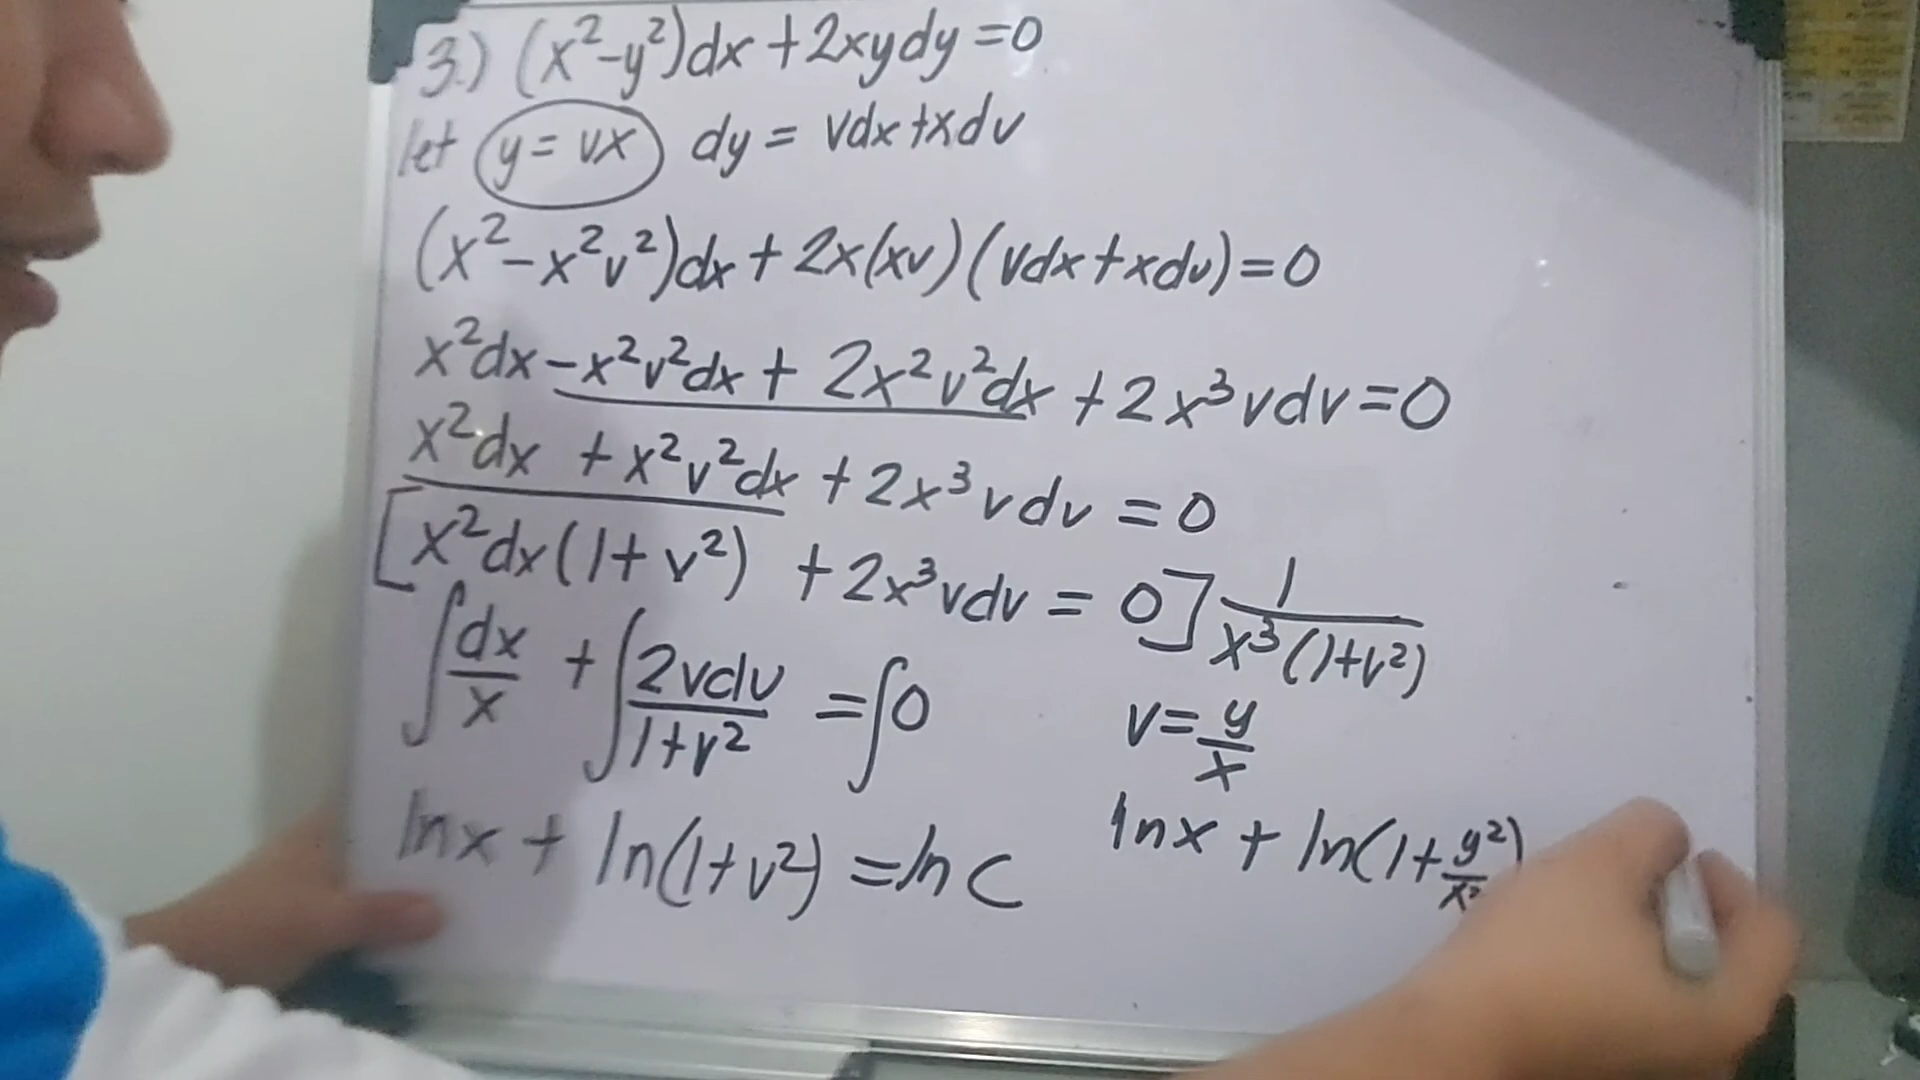 3.) (x²-y²)dx+2xydy=0
let y=vx dy= vdx+xdv
(x²-x²v²)dx+2x(xv)(vdx+xdv)=0
x²dx-x²v²dx+2x²v²dx+2x³vdv=0
x²dx+x²v²dx+2x³vdv=0
[x²dx(1+v²)+2x³vdv=0] 1/x³(1+v²)
∫dx/x+∫2vdv/1+v²=∫0
v=y/x
lnx+ln(1+v²)=lnC
lnx+ln(1+y²/x²)